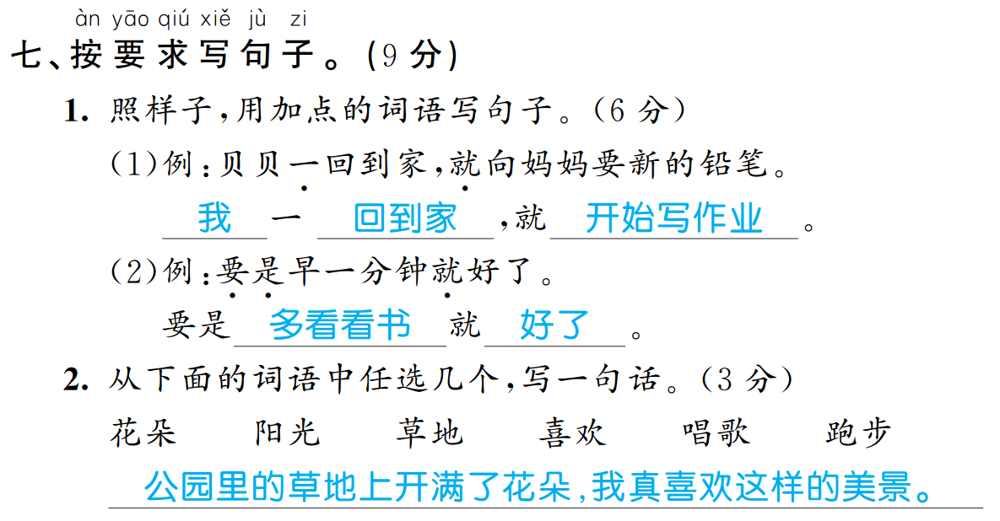 àn yāo qiú xiě jù zi
七、按要求写句子。(9分)
1. 照样子,用加点的词语写句子。(6分)
(1)例:贝贝一回到家,就向妈妈要新的铅笔。
我 一 回到家 ,就 开始写作业 。
(2)例:要是早一分钟就好了。
要是 多看看书 就 好了 。
2. 从下面的词语中任选几个,写一句话。(3分)
花朵 阳光 草地 喜欢 唱歌 跑步
公园里的草地上开满了花朵,我真喜欢这样的美景。